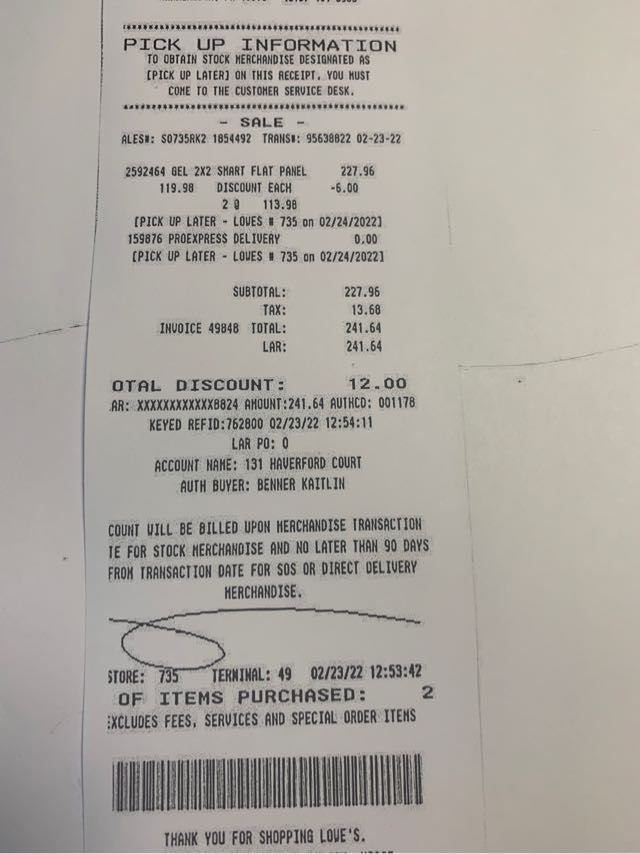 PICK UP INFORMATION
TO OBTAIN STOCK MERCHANDISE DESIGNATED AS
[PICK UP LATER] ON THIS RECEIPT, YOU MUST
COME TO THE CUSTOMER SERVICE DESK.
- SALE -
ALES#: S0735RK2 1854492 TRANS#: 95638822 02-23-22
2592464 GEL 2X2 SMART FLAT PANEL 227.96
119.98 DISCOUNT EACH -6.00
2 @ 113.98
[PICK UP LATER - LOWES # 735 on 02/24/2022]
159876 PROEXPRESS DELIVERY 0.00
[PICK UP LATER - LOWES # 735 on 02/24/2022]
SUBTOTAL: 227.96
TAX: 13.68
INVOICE 49848 TOTAL: 241.64
LAR: 241.64
OTAL DISCOUNT: 12.00
AR: XXXXXXXXXXXX8824 AMOUNT:241.64 AUTHCD: 001178
KEYED REFID:762800 02/23/22 12:54:11
LAR PO: 0
ACCOUNT NAME: 131 HAVERFORD COURT
AUTH BUYER: BENNER KAITLIN
COUNT WILL BE BILLED UPON MERCHANDISE TRANSACTION
TE FOR STOCK MERCHANDISE AND NO LATER THAN 90 DAYS
FROM TRANSACTION DATE FOR SOS OR DIRECT DELIVERY
MERCHANDISE.
STORE: 735 TERMINAL: 49 02/23/22 12:53:42
OF ITEMS PURCHASED: 2
EXCLUDES FEES, SERVICES AND SPECIAL ORDER ITEMS
THANK YOU FOR SHOPPING LOWE'S.